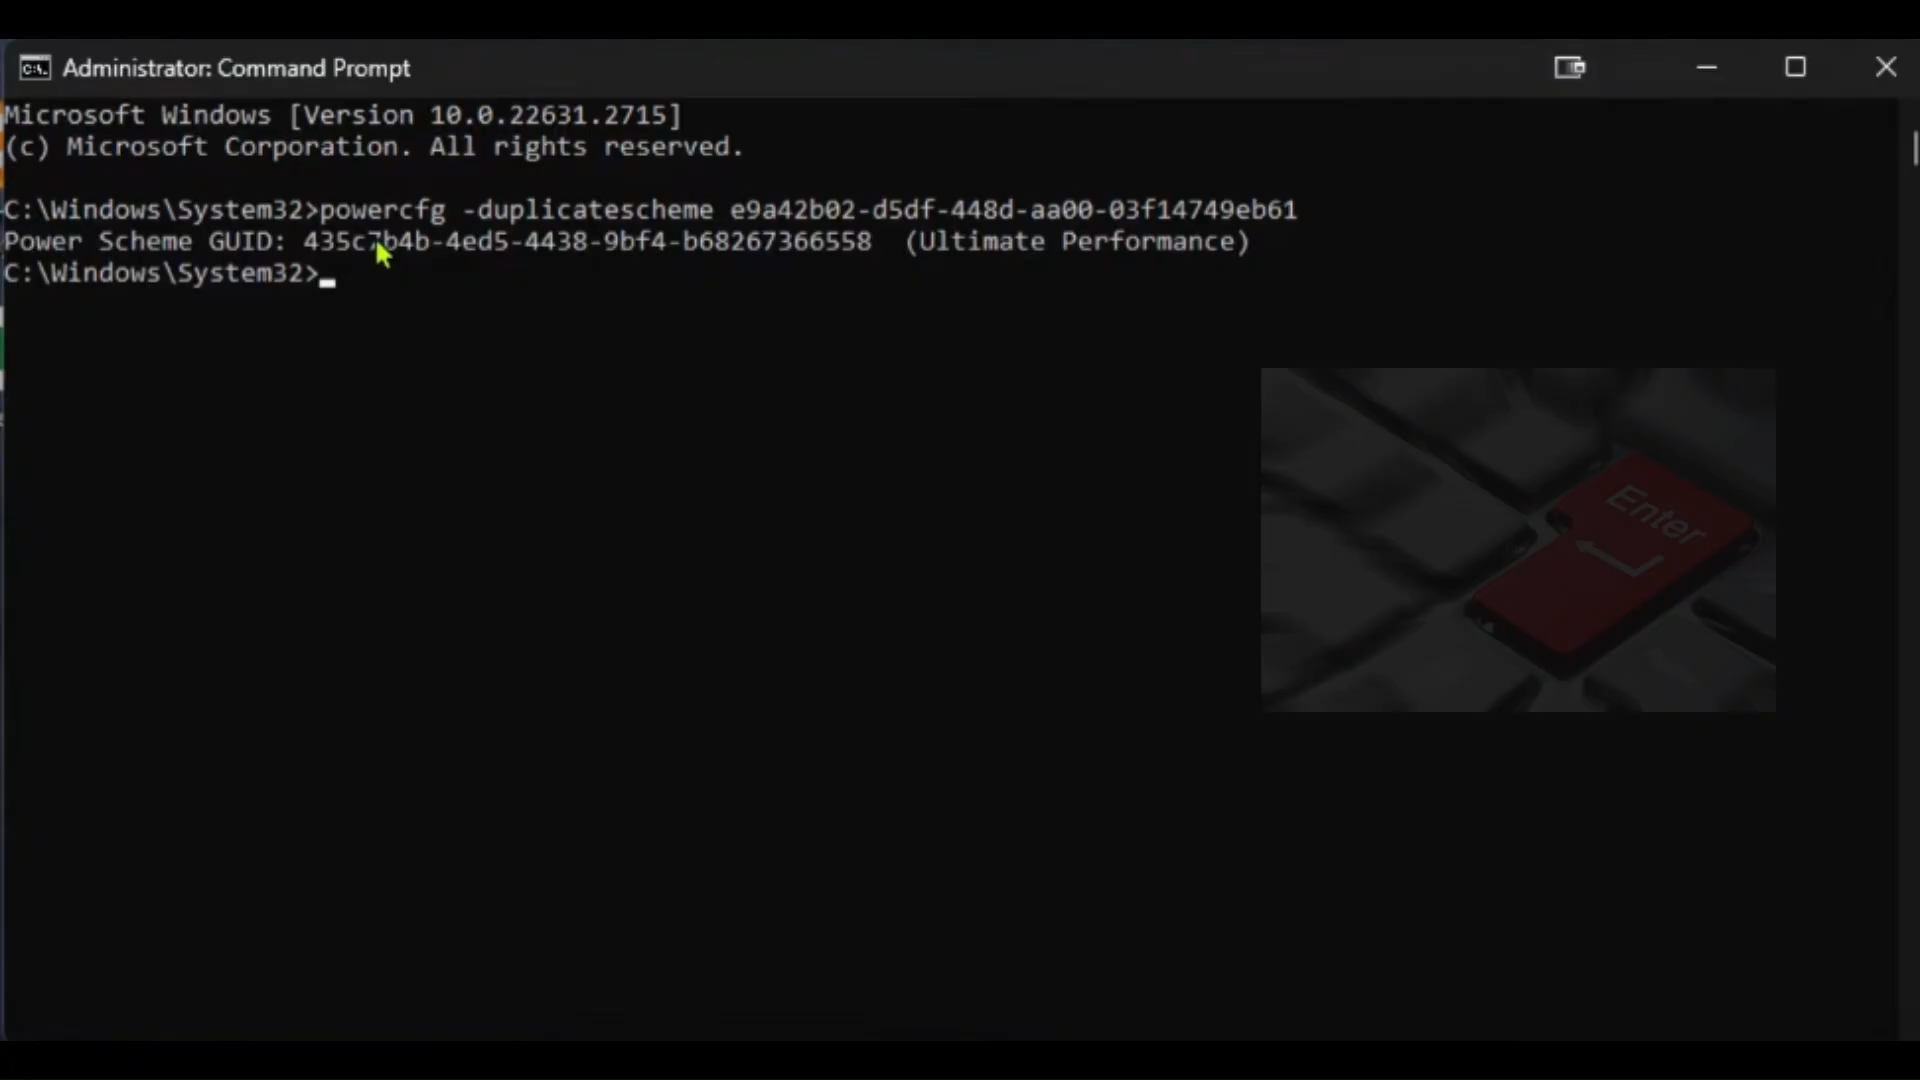 Administrator: Command Prompt
Microsoft Windows [Version 10.0.22631.2715]
(c) Microsoft Corporation. All rights reserved.
C:\Windows\System32>powercfg -duplicatescheme e9a42b02-d5df-448d-aa00-03f14749eb61
Power Scheme GUID: 435c7b4b-4ed5-4438-9bf4-b68267366558  (Ultimate Performance)
C:\Windows\System32>
Enter